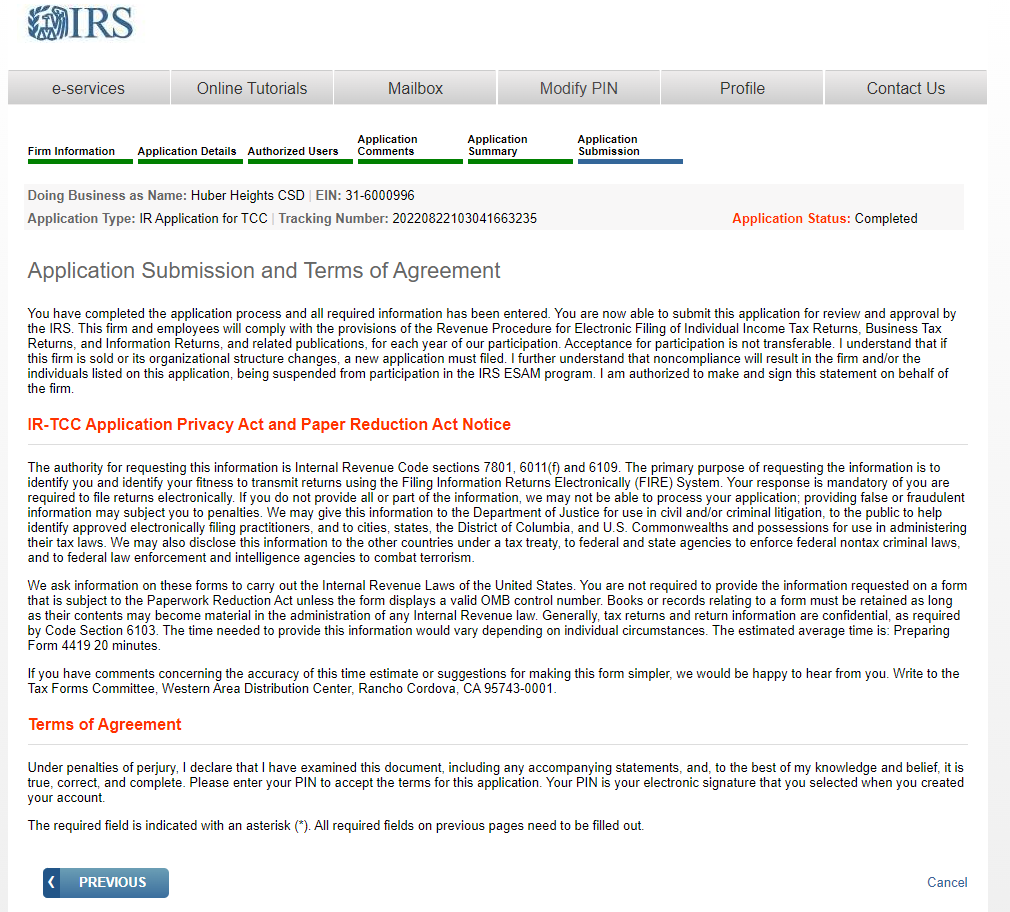 IRS
e-services Online Tutorials Mailbox Modify PIN Profile Contact Us
Firm Information Application Details Authorized Users Application Comments Application Summary Application Submission
Doing Business as Name: Huber Heights CSD | EIN: 31-6000996
Application Type: IR Application for TCC | Tracking Number: 20220822103041663235 Application Status: Completed
Application Submission and Terms of Agreement
You have completed the application process and all required information has been entered. You are now able to submit this application for review and approval by
the IRS. This firm and employees will comply with the provisions of the Revenue Procedure for Electronic Filing of Individual Income Tax Returns, Business Tax
Returns, and Information Returns, and related publications, for each year of our participation. Acceptance for participation is not transferable. I understand that if
this firm is sold or its organizational structure changes, a new application must filed. I further understand that noncompliance will result in the firm and/or the
individuals listed on this application, being suspended from participation in the IRS ESAM program. I am authorized to make and sign this statement on behalf of
the firm.
IR-TCC Application Privacy Act and Paper Reduction Act Notice
The authority for requesting this information is Internal Revenue Code sections 7801, 6011(f) and 6109. The primary purpose of requesting the information is to
identify you and identify your fitness to transmit returns using the Filing Information Returns Electronically (FIRE) System. Your response is mandatory of you are
required to file returns electronically. If you do not provide all or part of the information, we may not be able to process your application; providing false or fraudulent
information may subject you to penalties. We may give this information to the Department of Justice for use in civil and/or criminal litigation, to the public to help
identify approved electronically filing practitioners, and to cities, states, the District of Columbia, and U.S. Commonwealths and possessions for use in administering
their tax laws. We may also disclose this information to the other countries under a tax treaty, to federal and state agencies to enforce federal nontax criminal laws,
and to federal law enforcement and intelligence agencies to combat terrorism.
We ask information on these forms to carry out the Internal Revenue Laws of the United States. You are not required to provide the information requested on a form
that is subject to the Paperwork Reduction Act unless the form displays a valid OMB control number. Books or records relating to a form must be retained as long
as their contents may become material in the administration of any Internal Revenue law. Generally, tax returns and return information are confidential, as required
by Code Section 6103. The time needed to provide this information would vary depending on individual circumstances. The estimated average time is: Preparing
Form 4419 20 minutes.
If you have comments concerning the accuracy of this time estimate or suggestions for making this form simpler, we would be happy to hear from you. Write to the
Tax Forms Committee, Western Area Distribution Center, Rancho Cordova, CA 95743-0001.
Terms of Agreement
Under penalties of perjury, I declare that I have examined this document, including any accompanying statements, and, to the best of my knowledge and belief, it is
true, correct, and complete. Please enter your PIN to accept the terms for this application. Your PIN is your electronic signature that you selected when you created
your account.
The required field is indicated with an asterisk (*). All required fields on previous pages need to be filled out.
PREVIOUS Cancel